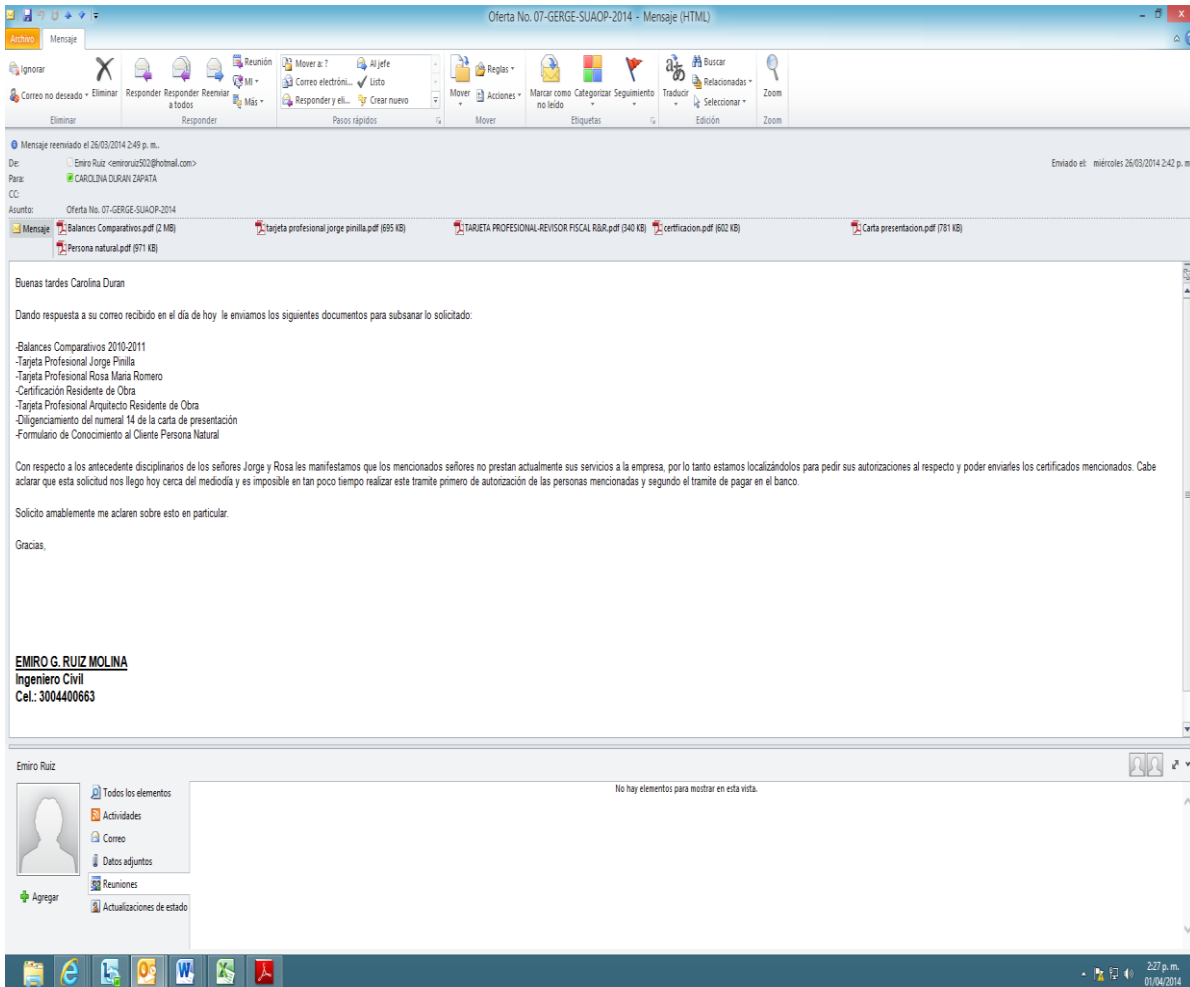 Oferta No. 07-GERGE-SUAOP-2014 - Mensaje (HTML)
Archivo Mensaje
Ignorar
Correo no deseado
Eliminar
Responder Responder a todos Reenviar
Reunión
MI
Más
Mover a: ? Al jefe
Correo electróni... Listo
Responder y eli... Crear nuevo
Mover
Reglas
Acciones
Marcar como no leído Categorizar Seguimiento
Traducir
Buscar
Relacionadas
Seleccionar
Zoom
Eliminar Responder Pasos rápidos Mover Etiquetas Edición Zoom
Mensaje reenviado el 26/03/2014 2:49 p. m..
De: Emiro Ruiz <emiroruiz502@hotmail.com> Enviado el: miércoles 26/03/2014 2:42 p. m
Para: CAROLINA DURAN ZAPATA
CC:
Asunto: Oferta No. 07-GERGE-SUAOP-2014
Mensaje Balances Comparativos.pdf (2 MB) tarjeta profesional jorge pinilla.pdf (695 KB) TARJETA PROFESIONAL-REVISOR FISCAL R&R.pdf (340 KB) certficacion.pdf (602 KB) Carta presentacion.pdf (781 KB)
Persona natural.pdf (971 KB)
Buenas tardes Carolina Duran
Dando respuesta a su correo recibido en el día de hoy le enviamos los siguientes documentos para subsanar lo solicitado:
-Balances Comparativos 2010-2011
-Tarjeta Profesional Jorge Pinilla
-Tarjeta Profesional Rosa Maria Romero
-Certificación Residente de Obra
-Tarjeta Profesional Arquitecto Residente de Obra
-Diligenciamiento del numeral 14 de la carta de presentación
-Formulario de Conocimiento al Cliente Persona Natural
Con respecto a los antecedente disciplinarios de los señores Jorge y Rosa les manifestamos que los mencionados señores no prestan actualmente sus servicios a la empresa, por lo tanto estamos localizándolos para pedir sus autorizaciones al respecto y poder enviarles los certificados mencionados. Cabe
aclarar que esta solicitud nos llego hoy cerca del mediodía y es imposible en tan poco tiempo realizar este tramite primero de autorización de las personas mencionadas y segundo el tramite de pagar en el banco.
Solicito amablemente me aclaren sobre esto en particular.
Gracias,
EMIRO G. RUIZ MOLINA
Ingeniero Civil
Cel.: 3004400663
Emiro Ruiz
Todos los elementos
Actividades
Correo
Datos adjuntos
Reuniones
Actualizaciones de estado
Agregar
No hay elementos para mostrar en esta vista.
2:27 p. m.
01/04/2014